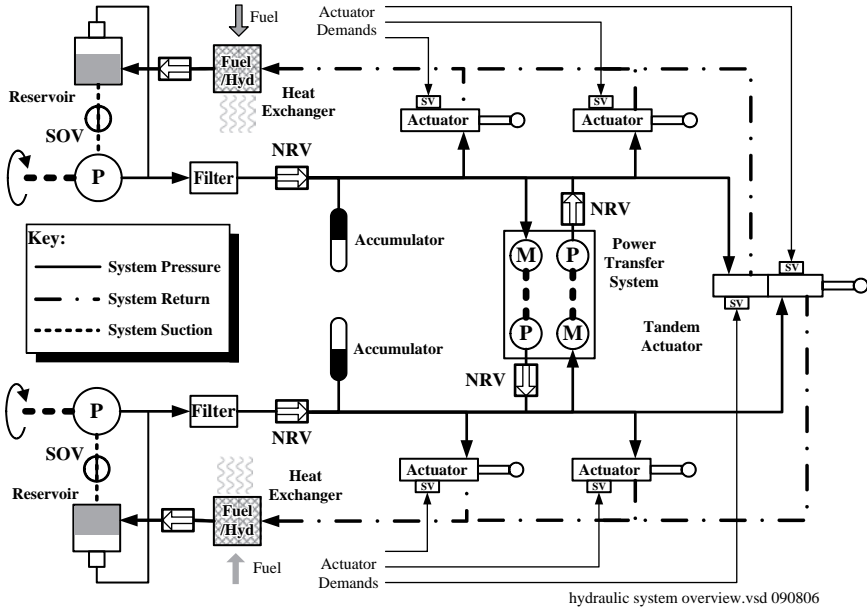 Fuel
Actuator
Demands
Fuel
/Hyd
Heat
Exchanger
Reservoir
SOV
SV
Actuator
SV
Actuator
P
Filter
NRV
NRV
Key:
System Pressure
System Return
System Suction
Accumulator
M
P
Power
Transfer
System
SV
SV
Tandem
Actuator
Accumulator
P
M
NRV
P
Filter
NRV
SOV
Reservoir
Actuator
SV
Actuator
SV
Heat
Exchanger
Fuel
/Hyd
Fuel
Actuator
Demands
hydraulic system overview.vsd 090806